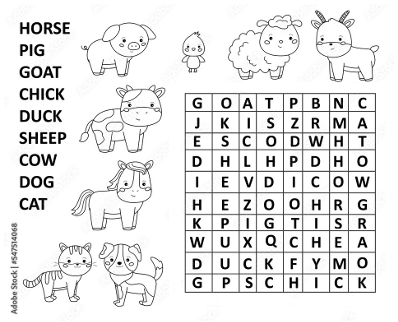 HORSE
PIG
GOAT
CHICK
DUCK
SHEEP
COW
DOG
CAT
G O A T P B N C
J K I S Z R M A
E S C O D W H T
D H L H P D H O
I E V D I C O W
H E Z O O H R G
K P I G T I S R
W U X Q C H E A
D U C K F Y M O
G P S C H I C K
Adobe Stock | #547514068